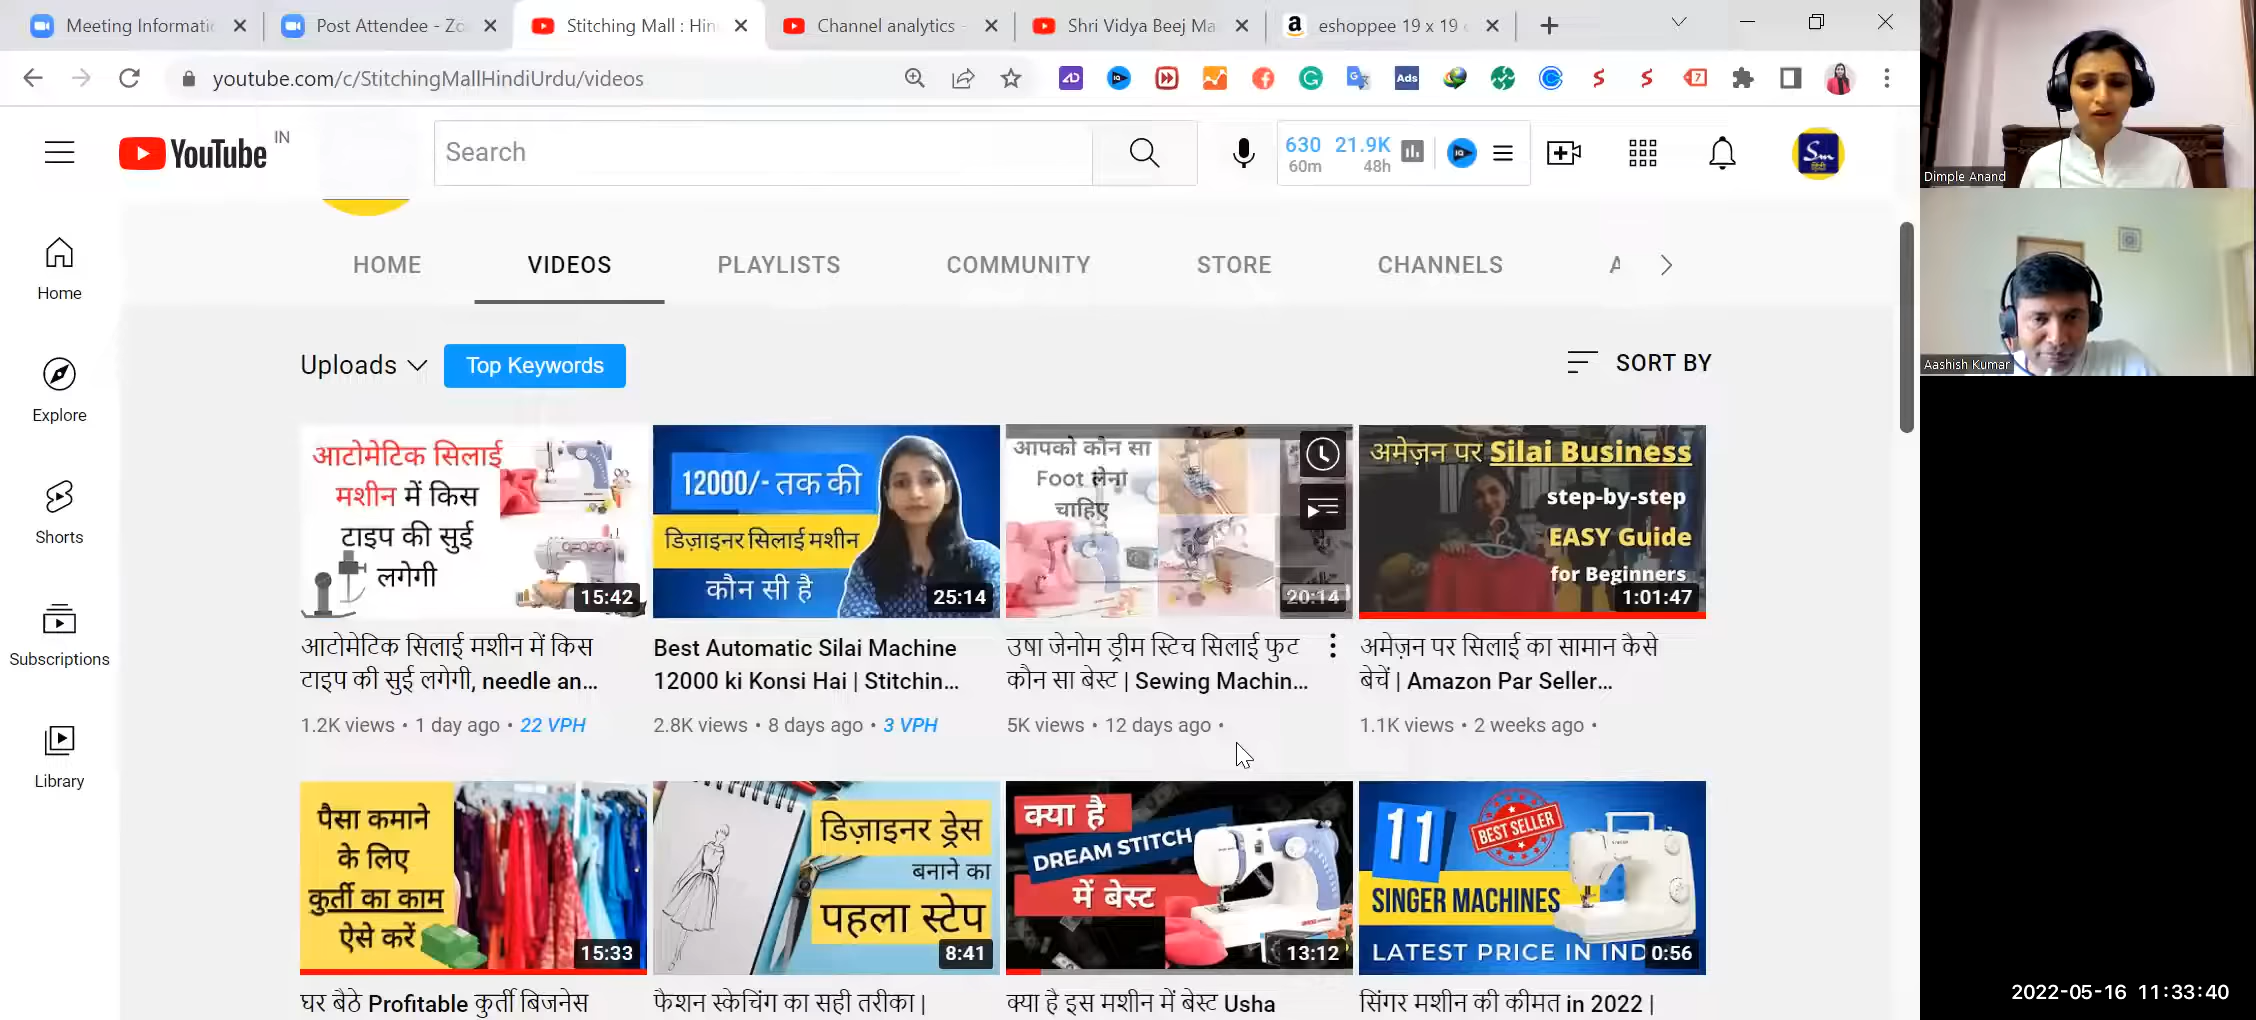 Meeting Informati
Post Attendee - Zo
Stitching Mall : Hin
Channel analytics -
Shri Vidya Beej Ma
eshoppee 19 x 19
youtube.com/c/StitchingMallHindiUrdu/videos
Ads
7
YouTube IN
Search
630 21.9K
60m 48h
Sm
Home
Explore
Shorts
Subscriptions
Library
HOME VIDEOS PLAYLISTS COMMUNITY STORE CHANNELS
Uploads Top Keywords SORT BY
आटोमेटिक सिलाई
मशीन में किस
टाइप की सुई
लगेगी
15:42
12000/- तक की
डिज़ाइनर सिलाई मशीन
कौन सी है
25:14
आपको कौन सा
Foot लेना
चाहिए
20:14
अमेज़न पर Silai Business
step-by-step
EASY Guide
for Beginners
1:01:47
आटोमेटिक सिलाई मशीन में किस
टाइप की सुई लगेगी, needle an...
1.2K views • 1 day ago • 22 VPH
Best Automatic Silai Machine
12000 ki Konsi Hai | Stitchin...
2.8K views • 8 days ago • 3 VPH
उषा जेनोम ड्रीम स्टिच सिलाई फुट
कौन सा बेस्ट | Sewing Machin...
5K views • 12 days ago •
अमेज़न पर सिलाई का सामान कैसे
बेचें | Amazon Par Seller...
1.1K views • 2 weeks ago •
पैसा कमाने
के लिए
कुर्ती का काम
ऐसे करें
15:33
डिज़ाइनर ड्रेस
बनाने का
पहला स्टेप
8:41
क्या है
DREAM STITCH
में बेस्ट
13:12
11
BEST SELLER
SINGER MACHINES
LATEST PRICE IN IND
0:56
घर बैठे Profitable कुर्ती बिजनेस
फैशन स्केचिंग का सही तरीका |
क्या है इस मशीन में बेस्ट Usha
सिंगर मशीन की कीमत in 2022 |
Dimple Anand
Aashish Kumar
2022-05-16 11:33:40